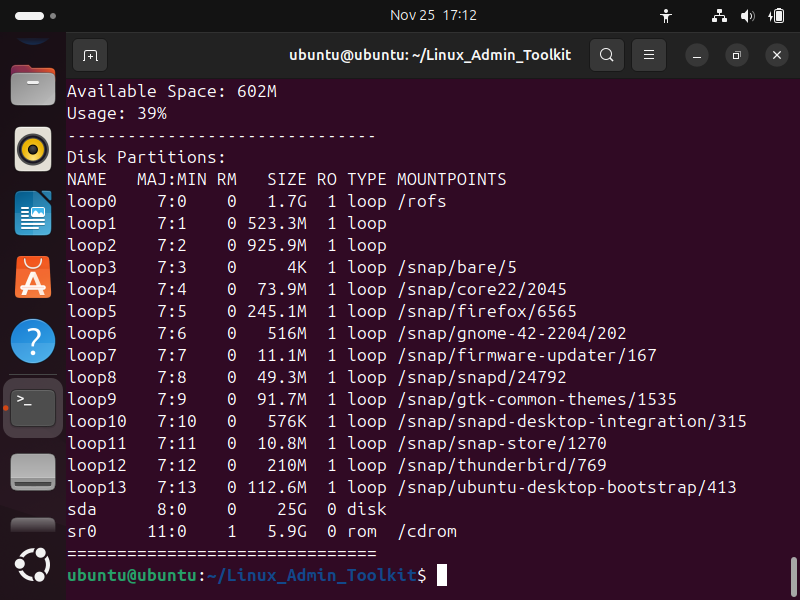 Nov 25 17:12
ubuntu@ubuntu: ~/Linux_Admin_Toolkit
Available Space: 602M
Usage: 39%
-------------------------------
Disk Partitions:
NAME   MAJ:MIN RM   SIZE RO TYPE MOUNTPOINTS
loop0    7:0    0   1.7G  1 loop /rofs
loop1    7:1    0 523.3M  1 loop
loop2    7:2    0 925.9M  1 loop
loop3    7:3    0     4K  1 loop /snap/bare/5
loop4    7:4    0  73.9M  1 loop /snap/core22/2045
loop5    7:5    0 245.1M  1 loop /snap/firefox/6565
loop6    7:6    0   516M  1 loop /snap/gnome-42-2204/202
loop7    7:7    0  11.1M  1 loop /snap/firmware-updater/167
loop8    7:8    0  49.3M  1 loop /snap/snapd/24792
loop9    7:9    0  91.7M  1 loop /snap/gtk-common-themes/1535
loop10   7:10   0   576K  1 loop /snap/snapd-desktop-integration/315
loop11   7:11   0  10.8M  1 loop /snap/snap-store/1270
loop12   7:12   0   210M  1 loop /snap/thunderbird/769
loop13   7:13   0 112.6M  1 loop /snap/ubuntu-desktop-bootstrap/413
sda      8:0    0    25G  0 disk
sr0     11:0    1   5.9G  0 rom  /cdrom
===============================
ubuntu@ubuntu:~/Linux_Admin_Toolkit$